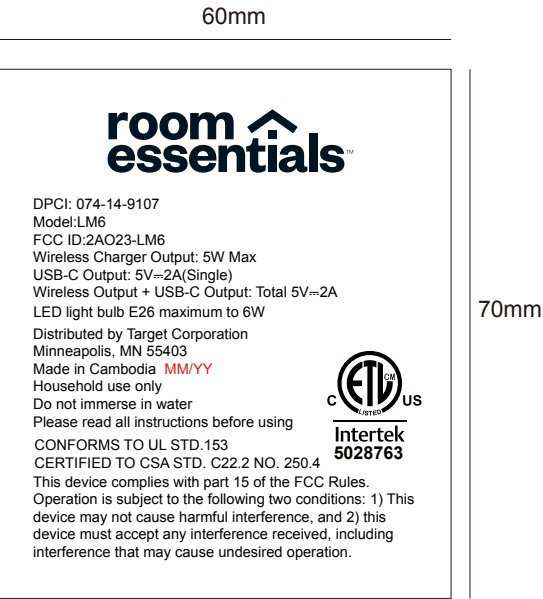 60mm
room
essentials™
DPCI: 074-14-9107
Model:LM6
FCC ID:2AO23-LM6
Wireless Charger Output: 5W Max
USB-C Output: 5V⎓2A(Single)
Wireless Output + USB-C Output: Total 5V⎓2A
LED light bulb E26 maximum to 6W
70mm
Distributed by Target Corporation
Minneapolis, MN 55403
Made in Cambodia MM/YY
Household use only
Do not immerse in water
Please read all instructions before using
ETL CM
LISTED
C US
Intertek
5028763
CONFORMS TO UL STD.153
CERTIFIED TO CSA STD. C22.2 NO. 250.4
This device complies with part 15 of the FCC Rules.
Operation is subject to the following two conditions: 1) This
device may not cause harmful interference, and 2) this
device must accept any interference received, including
interference that may cause undesired operation.